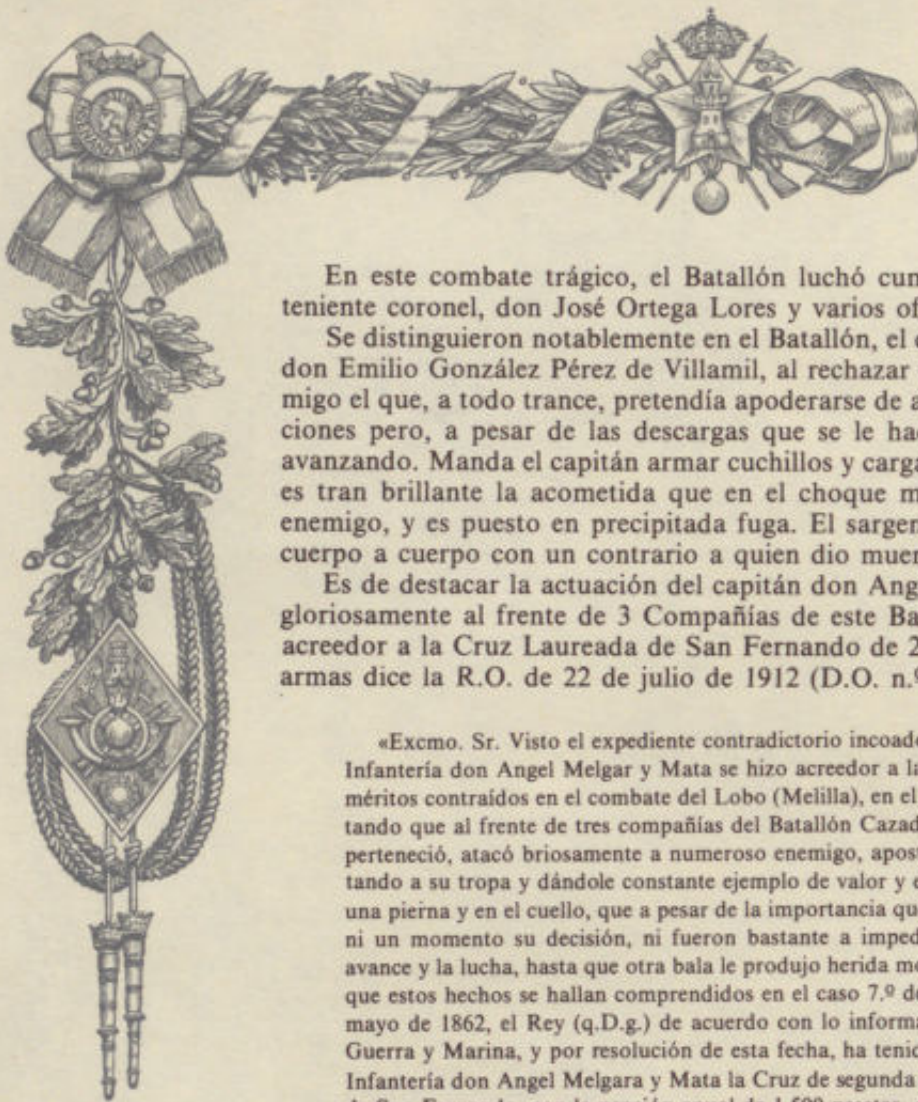 En este combate trágico, el Batallón luchó cun
teniente coronel, don José Ortega Lores y varios of
Se distinguieron notablemente en el Batallón, el
don Emilio González Pérez de Villamil, al rechazar
migo el que, a todo trance, pretendía apoderarse de a
ciones pero, a pesar de las descargas que se le ha
avanzando. Manda el capitán armar cuchillos y carga
es tran brillante la acometida que en el choque m
enemigo, y es puesto en precipitada fuga. El sargen
cuerpo a cuerpo con un contrario a quien dio muer
Es de destacar la actuación del capitán don Ang
gloriosamente al frente de 3 Compañías de este Ba
acreedor a la Cruz Laureada de San Fernando de 2
armas dice la R.O. de 22 de julio de 1912 (D.O. n.º
«Excmo. Sr. Visto el expediente contradictorio incoad
Infantería don Angel Melgar y Mata se hizo acreedor a la
méritos contraídos en el combate del Lobo (Melilla), en el
tando que al frente de tres compañías del Batallón Cazad
perteneció, atacó briosamente a numeroso enemigo, apos
tando a su tropa y dándole constante ejemplo de valor y e
una pierna y en el cuello, que a pesar de la importancia qu
ni un momento su decisión, ni fueron bastante a imped
avance y la lucha, hasta que otra bala le produjo herida m
que estos hechos se hallan comprendidos en el caso 7.º de
mayo de 1862, el Rey (q.D.g.) de acuerdo con lo informa
Guerra y Marina, y por resolución de esta fecha, ha tenid
Infantería don Angel Melgara y Mata la Cruz de segunda